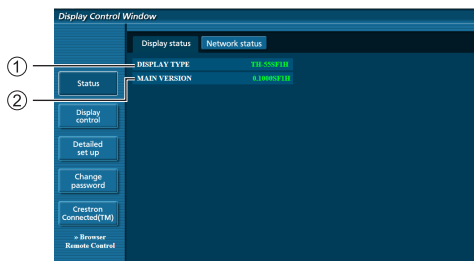 Display Control Window
Display status
Network status
① DISPLAY TYPE TH-55SF1H
② MAIN VERSION 0.1000SF1H
Status
Display
control
Detailed
set up
Change
password
Crestron
Connected(TM)
» Browser
Remote Control